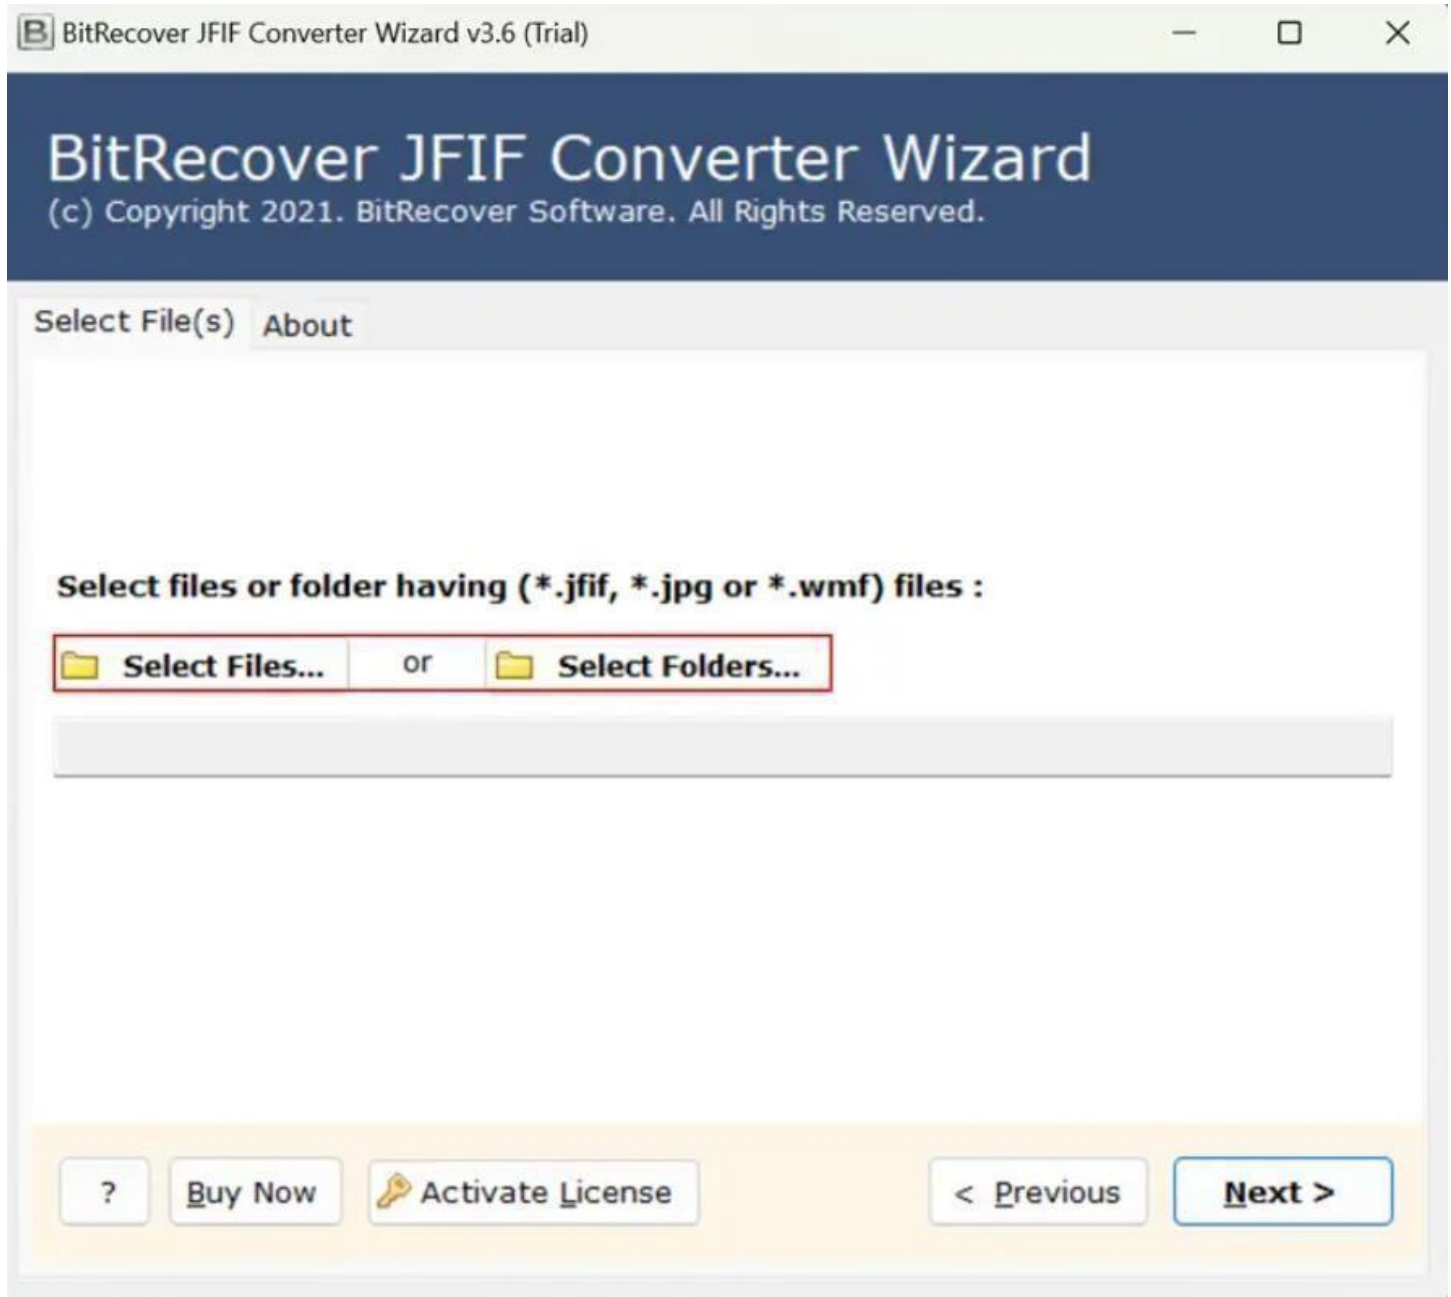 BitRecover JFIF Converter Wizard v3.6 (Trial)
BitRecover JFIF Converter Wizard
(c) Copyright 2021. BitRecover Software. All Rights Reserved.
Select File(s) About
Select files or folder having (*.jfif, *.jpg or *.wmf) files :
Select Files... or Select Folders...
? Buy Now Activate License < Previous Next >